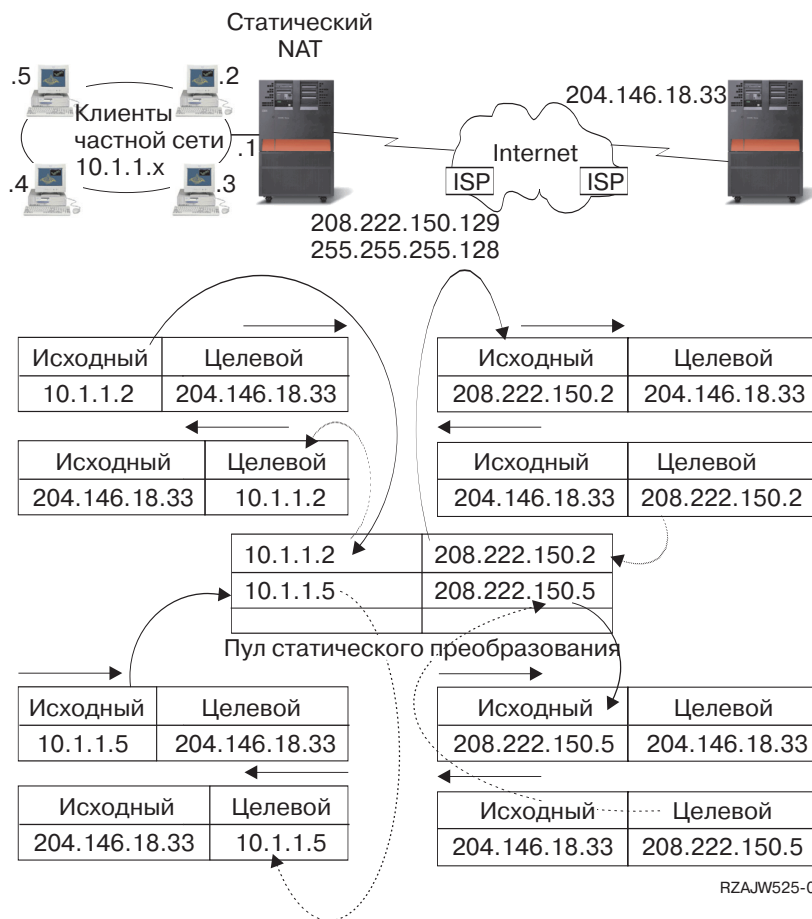 Статический
NAT
.5
.2
204.146.18.33
Клиенты
частной сети
10.1.1.x
.1
Internet
.4
.3
ISP
ISP
208.222.150.129
255.255.255.128
Исходный Целевой
10.1.1.2 204.146.18.33
Исходный Целевой
208.222.150.2 204.146.18.33
Исходный Целевой
204.146.18.33 10.1.1.2
Исходный Целевой
204.146.18.33 208.222.150.2
10.1.1.2 208.222.150.2
10.1.1.5 208.222.150.5
Пул статического преобразования
Исходный Целевой
10.1.1.5 204.146.18.33
Исходный Целевой
208.222.150.5 204.146.18.33
Исходный Целевой
204.146.18.33 10.1.1.5
Исходный Целевой
204.146.18.33 208.222.150.5
RZAJW525-0